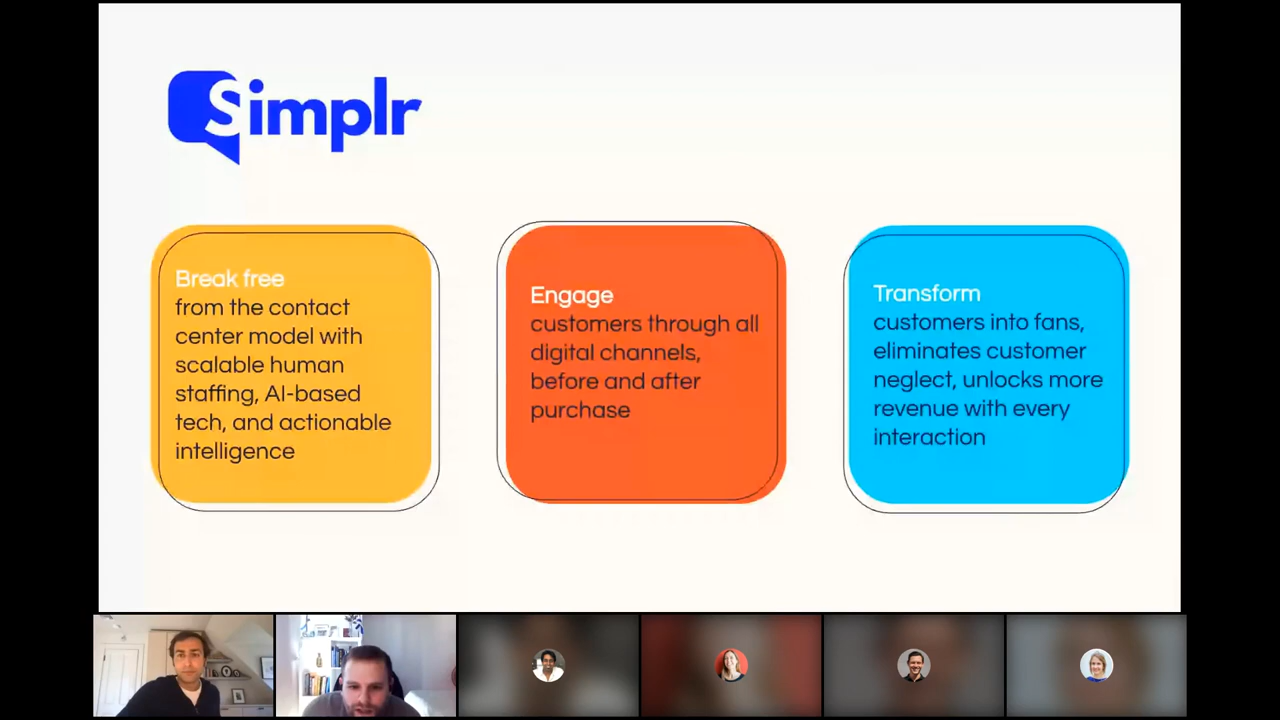 Simplr
Break free
from the contact
center model with
scalable human
staffing, AI-based
tech, and actionable
intelligence
Engage
customers through all
digital channels,
before and after
purchase
Transform
customers into fans,
eliminates customer
neglect, unlocks more
revenue with every
interaction